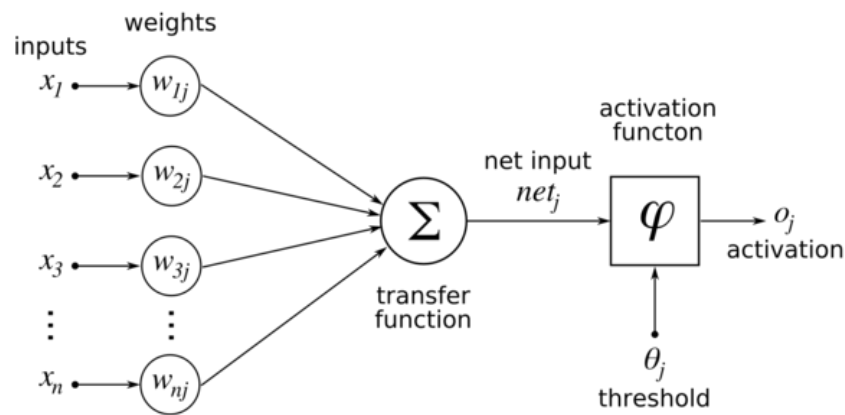 inputs
weights
x1
w1j
x2
w2j
x3
w3j
⋮
⋮
xn
wnj
Σ
transfer
function
net input
netj
activation
functon
φ
oj
activation
θj
threshold